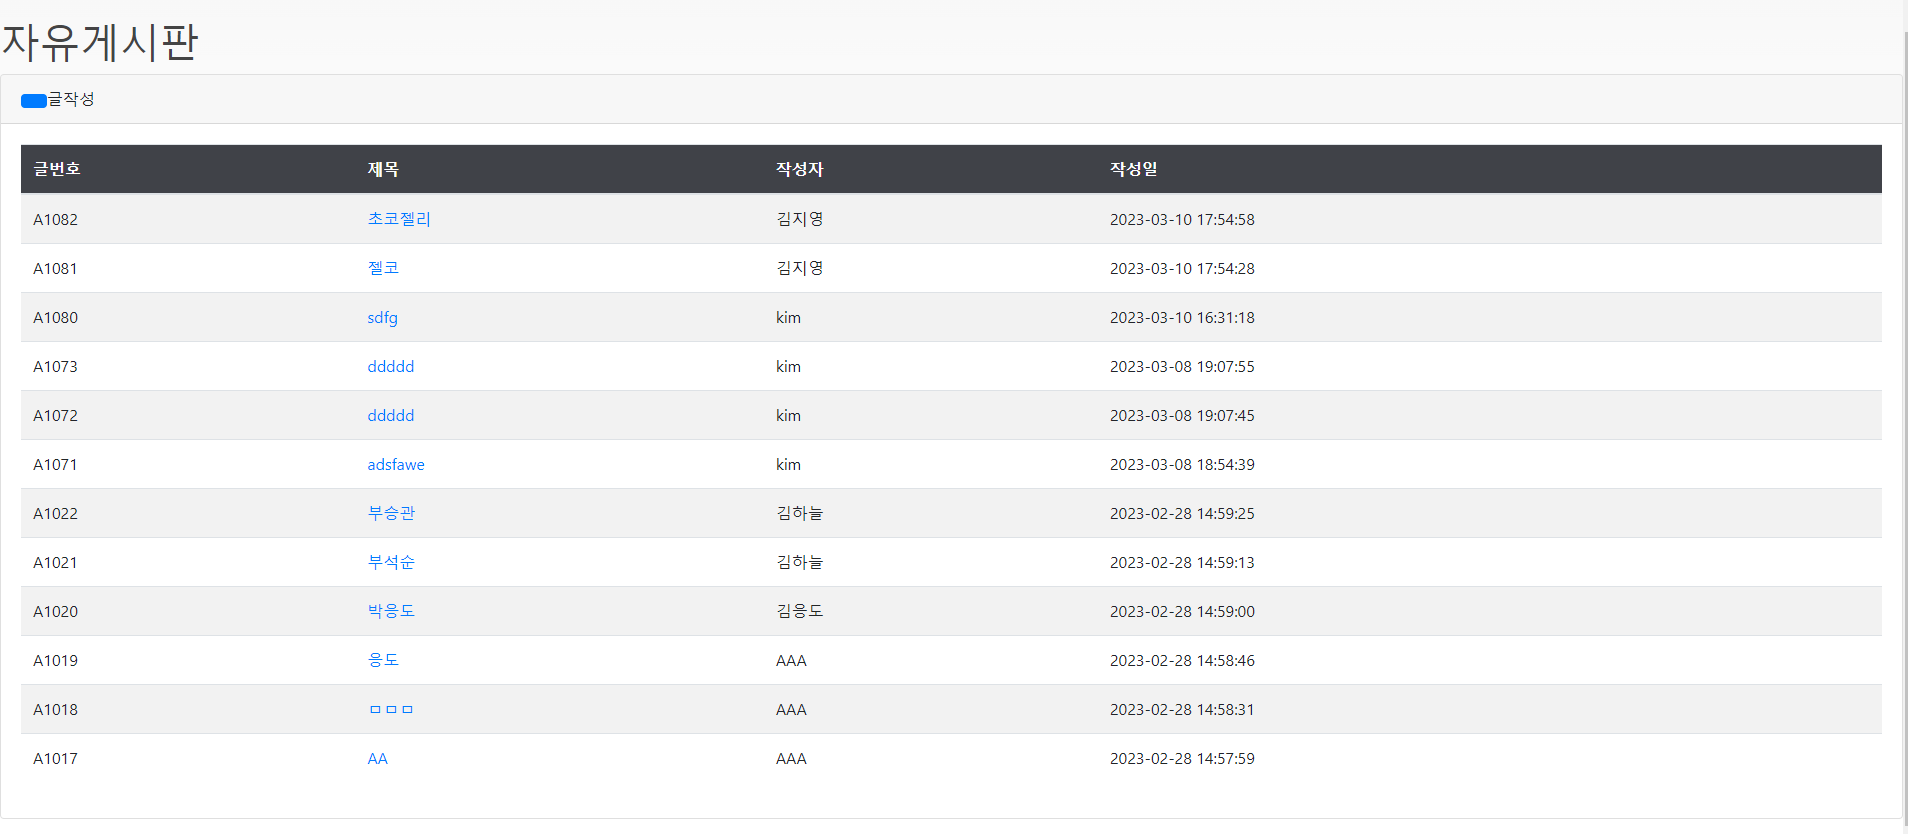 자유게시판
글작성
글번호 제목 작성자 작성일
A1082 초코젤리 김지영 2023-03-10 17:54:58
A1081 젤코 김지영 2023-03-10 17:54:28
A1080 sdfg kim 2023-03-10 16:31:18
A1073 ddddd kim 2023-03-08 19:07:55
A1072 ddddd kim 2023-03-08 19:07:45
A1071 adsfawe kim 2023-03-08 18:54:39
A1022 부승관 김하늘 2023-02-28 14:59:25
A1021 부석순 김하늘 2023-02-28 14:59:13
A1020 박응도 김응도 2023-02-28 14:59:00
A1019 응도 AAA 2023-02-28 14:58:46
A1018 ㅁㅁㅁ AAA 2023-02-28 14:58:31
A1017 AA AAA 2023-02-28 14:57:59